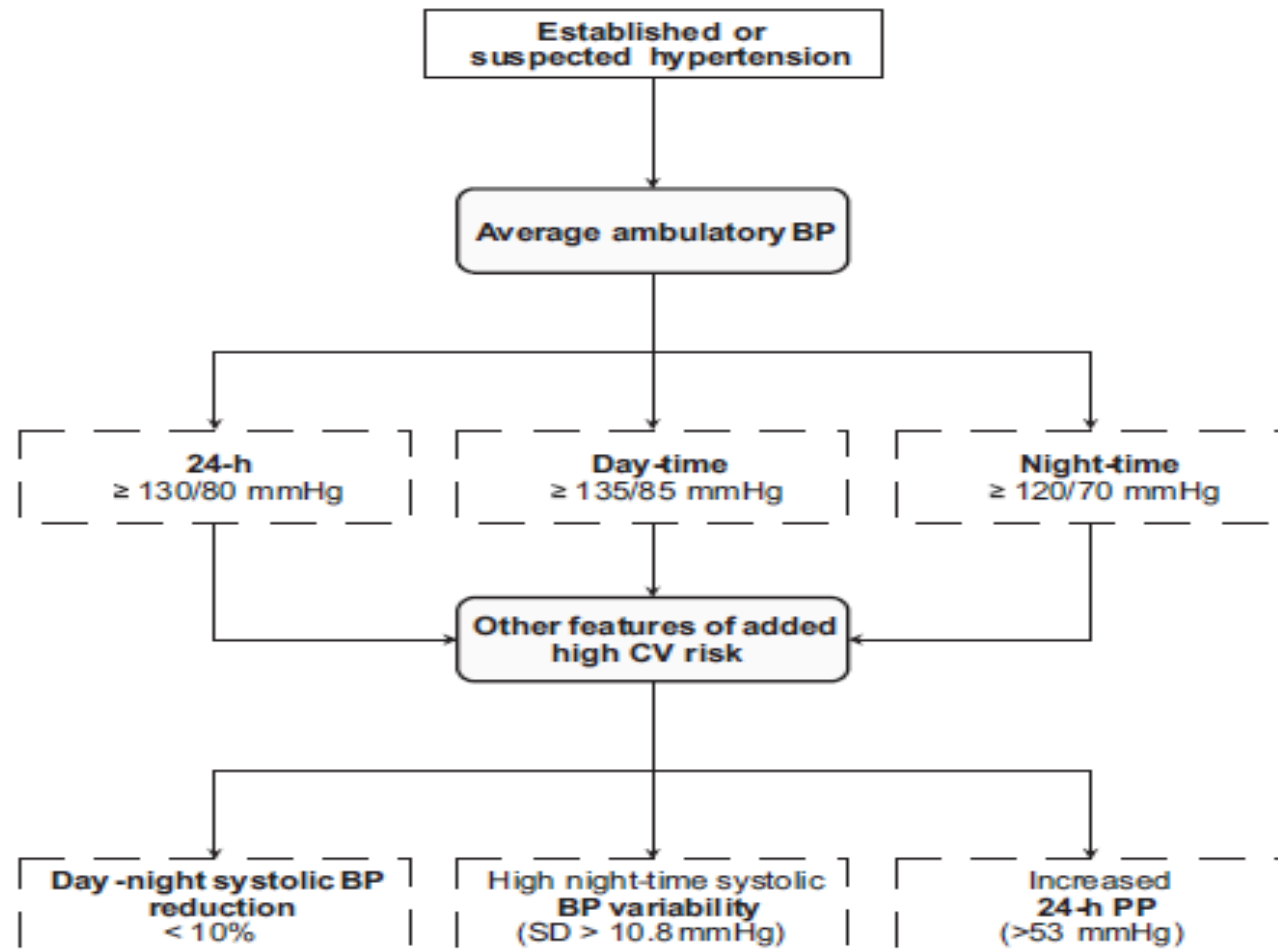 Established or
suspected hypertension
Average ambulatory BP
24-h
≥ 130/80 mmHg
Day-time
≥ 135/85 mmHg
Night-time
≥ 120/70 mmHg
Other features of added
high CV risk
Day-night systolic BP
reduction
< 10%
High night-time systolic
BP variability
(SD > 10.8 mmHg)
Increased
24-h PP
(>53 mmHg)